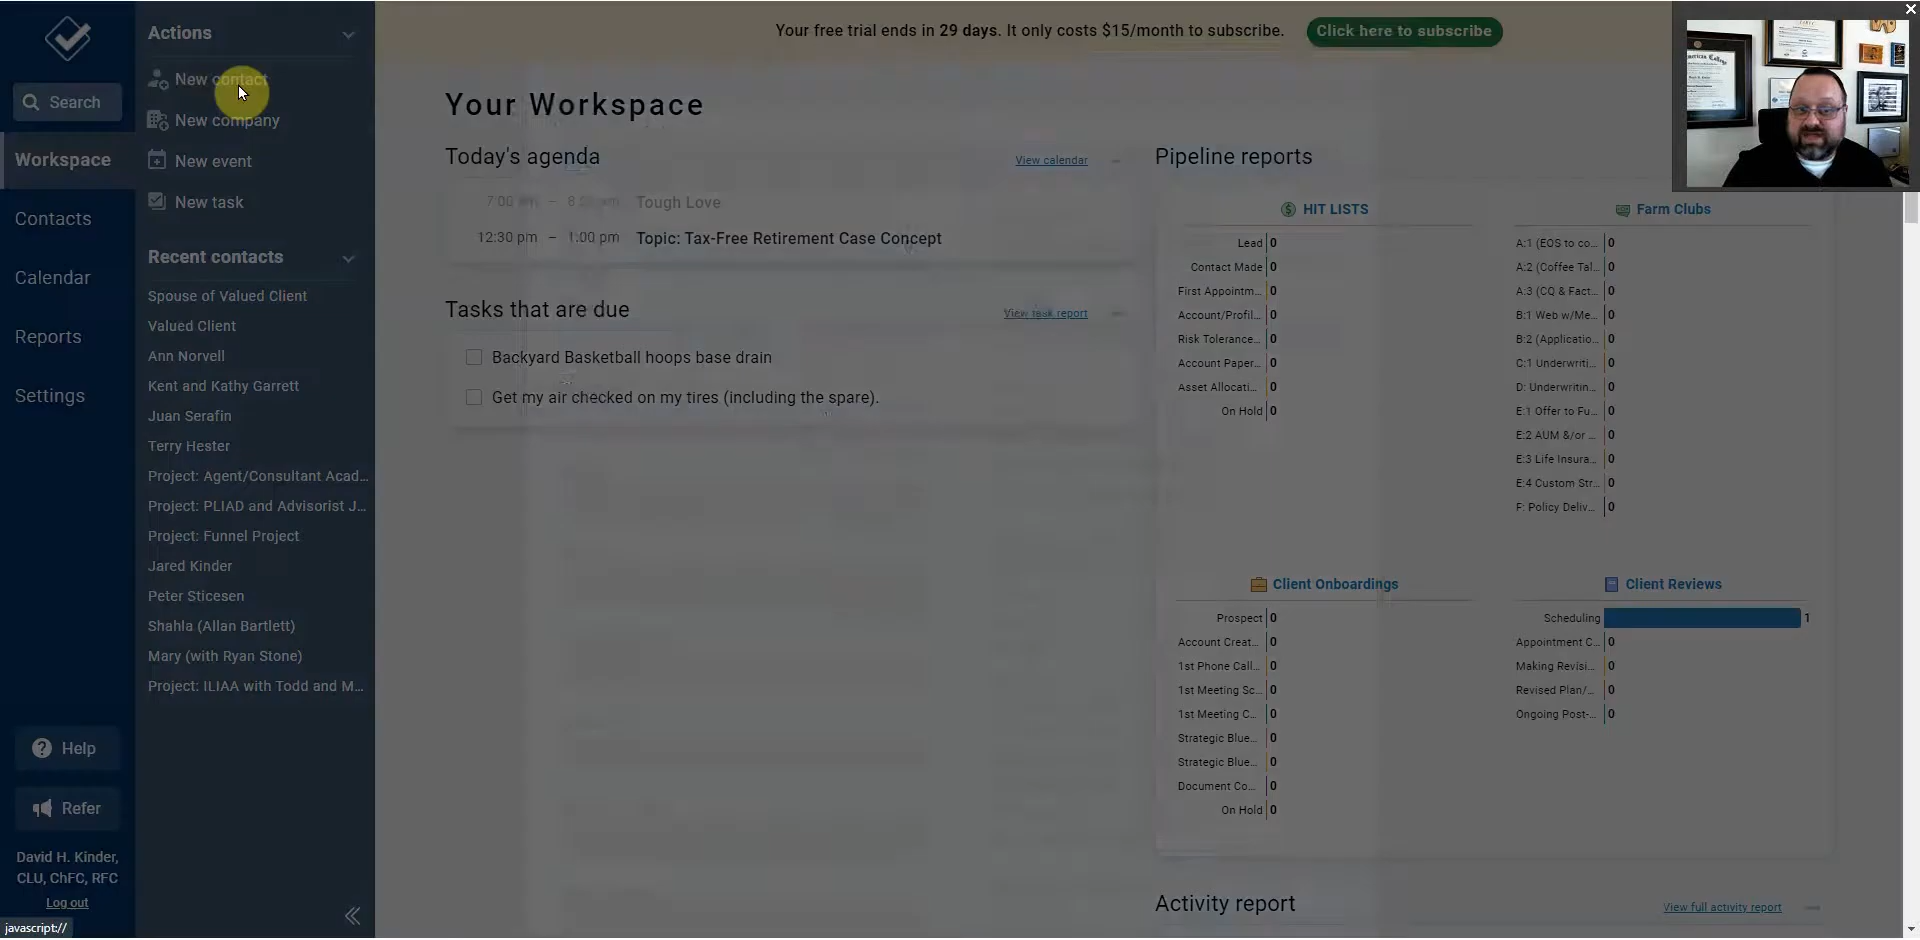 Actions
New contact
New company
New event
New task
Recent contacts
Spouse of Valued Client
Valued Client
Ann Norvell
Kent and Kathy Garrett
Juan Serafin
Terry Hester
Project: Agent/Consultant Acad...
Project: PLIAD and Advisorist J...
Project: Funnel Project
Jared Kinder
Peter Sticesen
Shahla (Allan Bartlett)
Mary (with Ryan Stone)
Project: ILIAA with Todd and M...
Search
Workspace
Contacts
Calendar
Reports
Settings
Help
Refer
David H. Kinder,
CLU, ChFC, RFC
Log out
javascript://
Your free trial ends in 29 days. It only costs $15/month to subscribe.
Click here to subscribe
Your Workspace
Today's agenda
View calendar
7:00 – Tough Love
12:30 pm – 1:00 pm Topic: Tax-Free Retirement Case Concept
Tasks that are due
View task report
Backyard Basketball hoops base drain
Get my air checked on my tires (including the spare).
Pipeline reports
HIT LISTS
Lead 0
Contact Made 0
First Appointm... 0
Account/Profil... 0
Risk Tolerance... 0
Account Paper... 0
Asset Allocati... 0
On Hold 0
Farm Clubs
A:1 (EOS to co... 0
A:2 (Coffee Tal... 0
A:3 (CQ & Fact... 0
B:1 Web w/Me... 0
B:2 (Applicatio... 0
C:1 Underwriti... 0
D: Underwritin... 0
E:1 Offer to Fu... 0
E:2 AUM &/or ... 0
E:3 Life Insura... 0
E:4 Custom Str... 0
F: Policy Deliv... 0
Client Onboardings
Prospect 0
Account Creat... 0
1st Phone Call... 0
1st Meeting Sc... 0
1st Meeting C... 0
Strategic Blue... 0
Strategic Blue... 0
Document Co... 0
On Hold 0
Client Reviews
Scheduling 1
Appointment C... 0
Making Revisi... 0
Revised Plan/... 0
Ongoing Post-... 0
Activity report
View full activity report